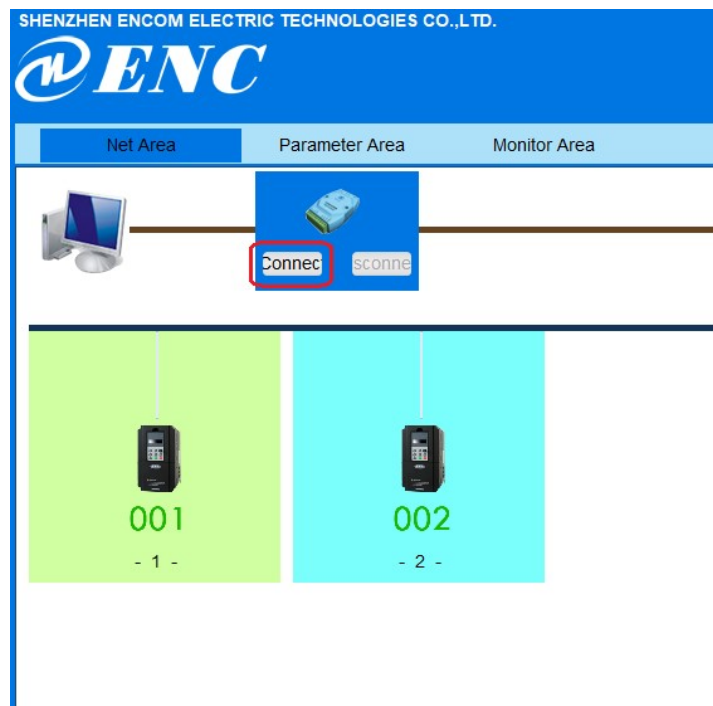 SHENZHEN ENCOM ELECTRIC TECHNOLOGIES CO.,LTD.
ENC
Net Area Parameter Area Monitor Area
Connec sconne
001 002
- 1 - - 2 -